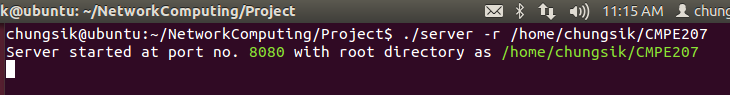 k@ubuntu: ~/NetworkComputing/Project 11:15 AM chung
chungsik@ubuntu:~/NetworkComputing/Project$ ./server -r /home/chungsik/CMPE207
Server started at port no. 8080 with root directory as /home/chungsik/CMPE207